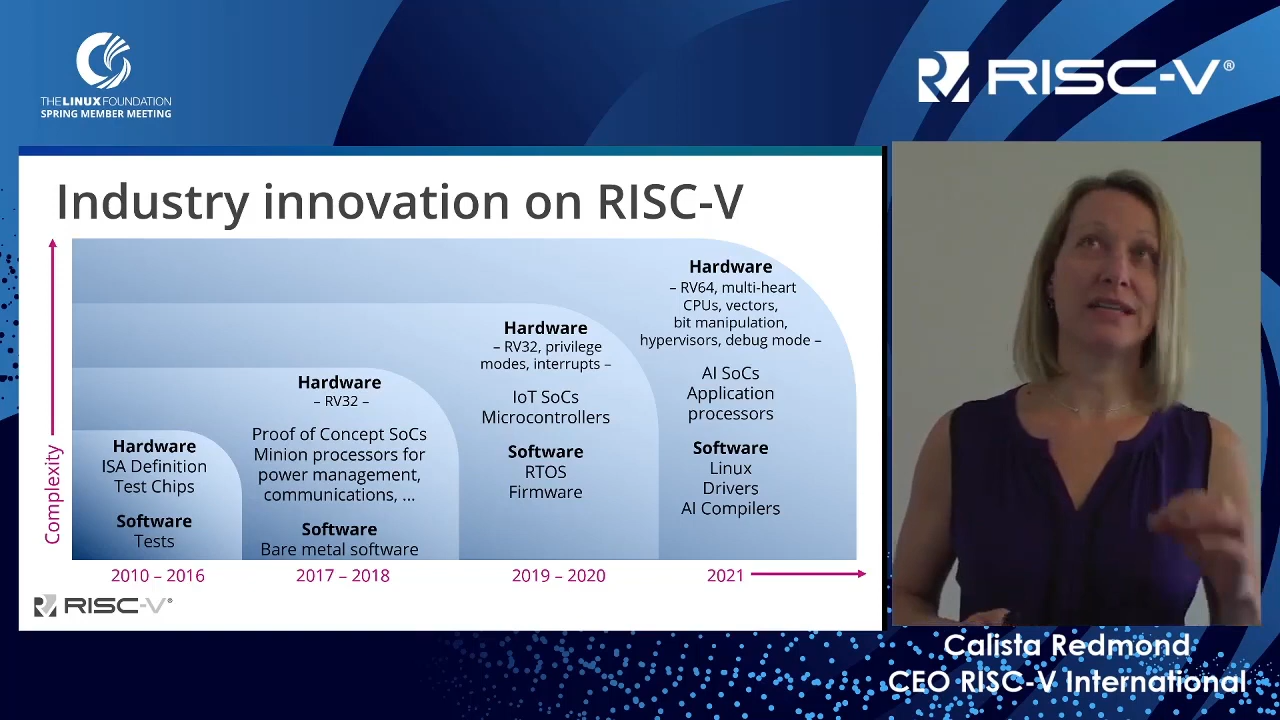 THE LINUX FOUNDATION
SPRING MEMBER MEETING
RISC-V®
Industry innovation on RISC-V
Complexity
Hardware
ISA Definition
Test Chips
Software
Tests
2010 – 2016
Hardware
– RV32 –
Proof of Concept SoCs
Minion processors for
power management,
communications, ...
Software
Bare metal software
2017 – 2018
Hardware
– RV32, privilege
modes, interrupts –
IoT SoCs
Microcontrollers
Software
RTOS
Firmware
2019 – 2020
Hardware
– RV64, multi-heart
CPUs, vectors,
bit manipulation,
hypervisors, debug mode –
AI SoCs
Application
processors
Software
Linux
Drivers
AI Compilers
2021
RISC-V®
Calista Redmond
CEO RISC-V International